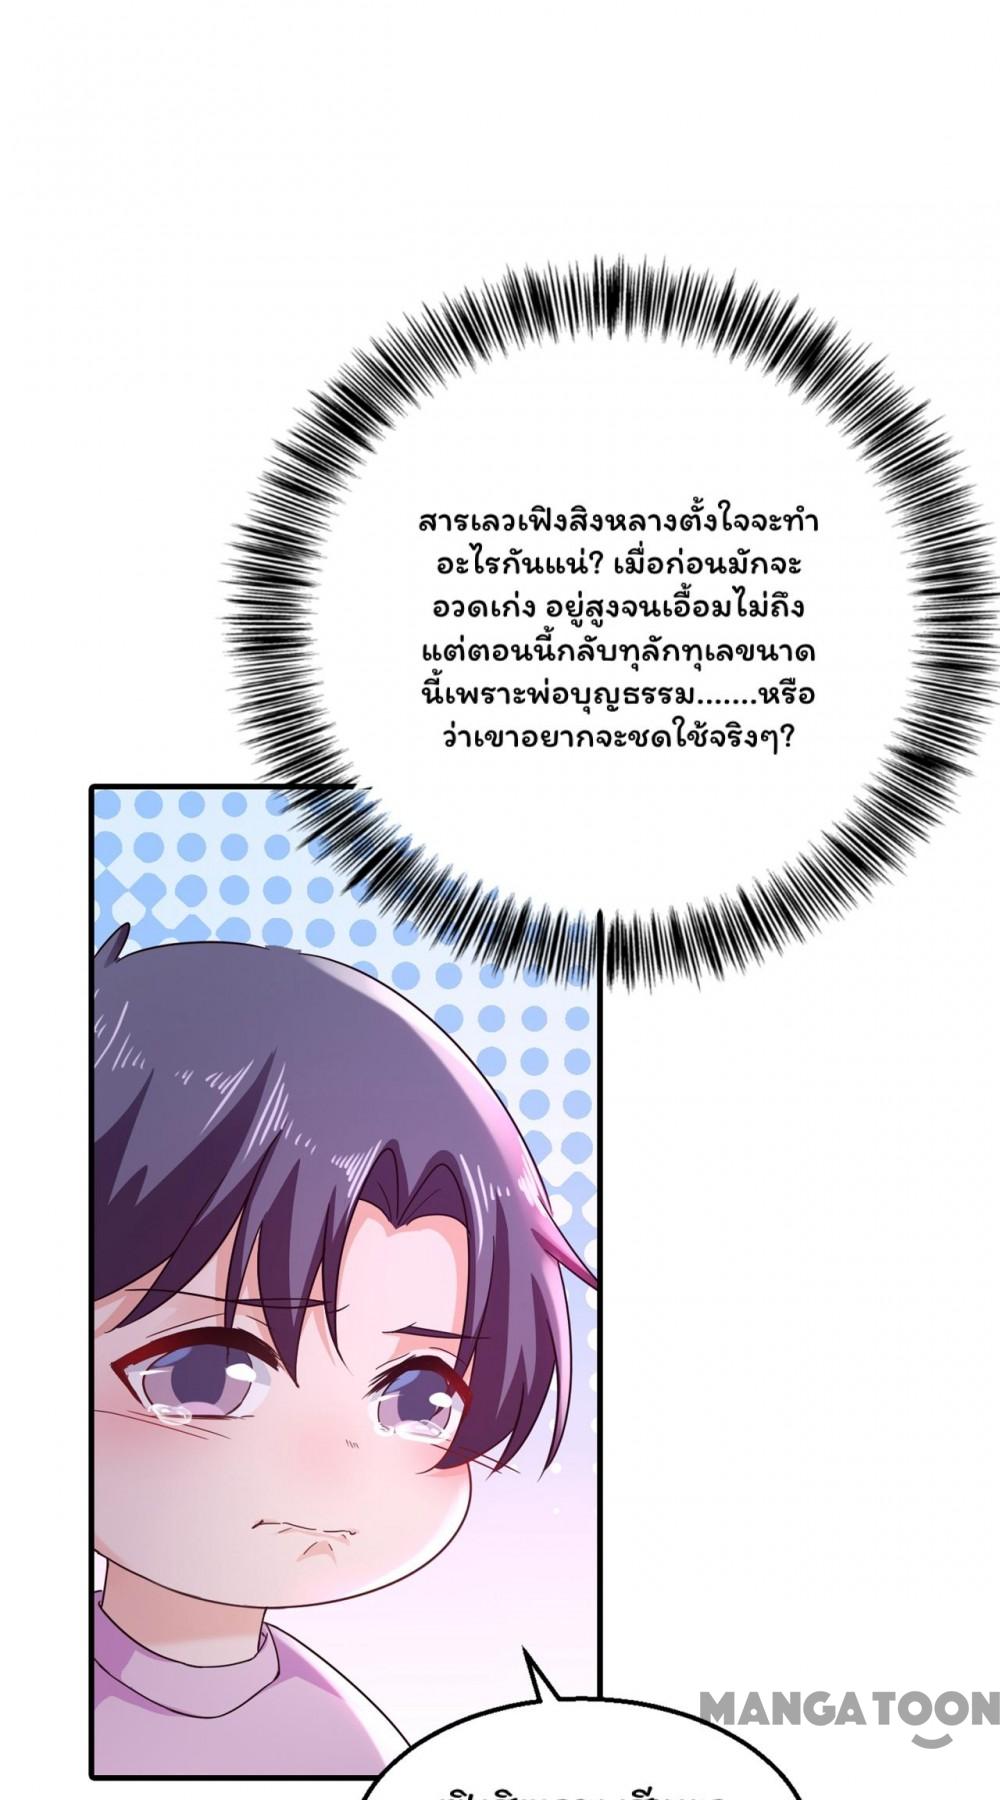 สารเลวเฟิงสิงหลางตั้งใจจะทำ
อะไรกันแน่? เมื่อก่อนมักจะ
อวดเก่ง อยู่สูงจนเอื้อมไม่ถึง
แต่ตอนนี้กลับทุลักทุเลขนาด
นี้เพราะพ่อบุญธรรม.......หรือ
ว่าเขาอยากจะชดใช้จริงๆ?
MANGATOON